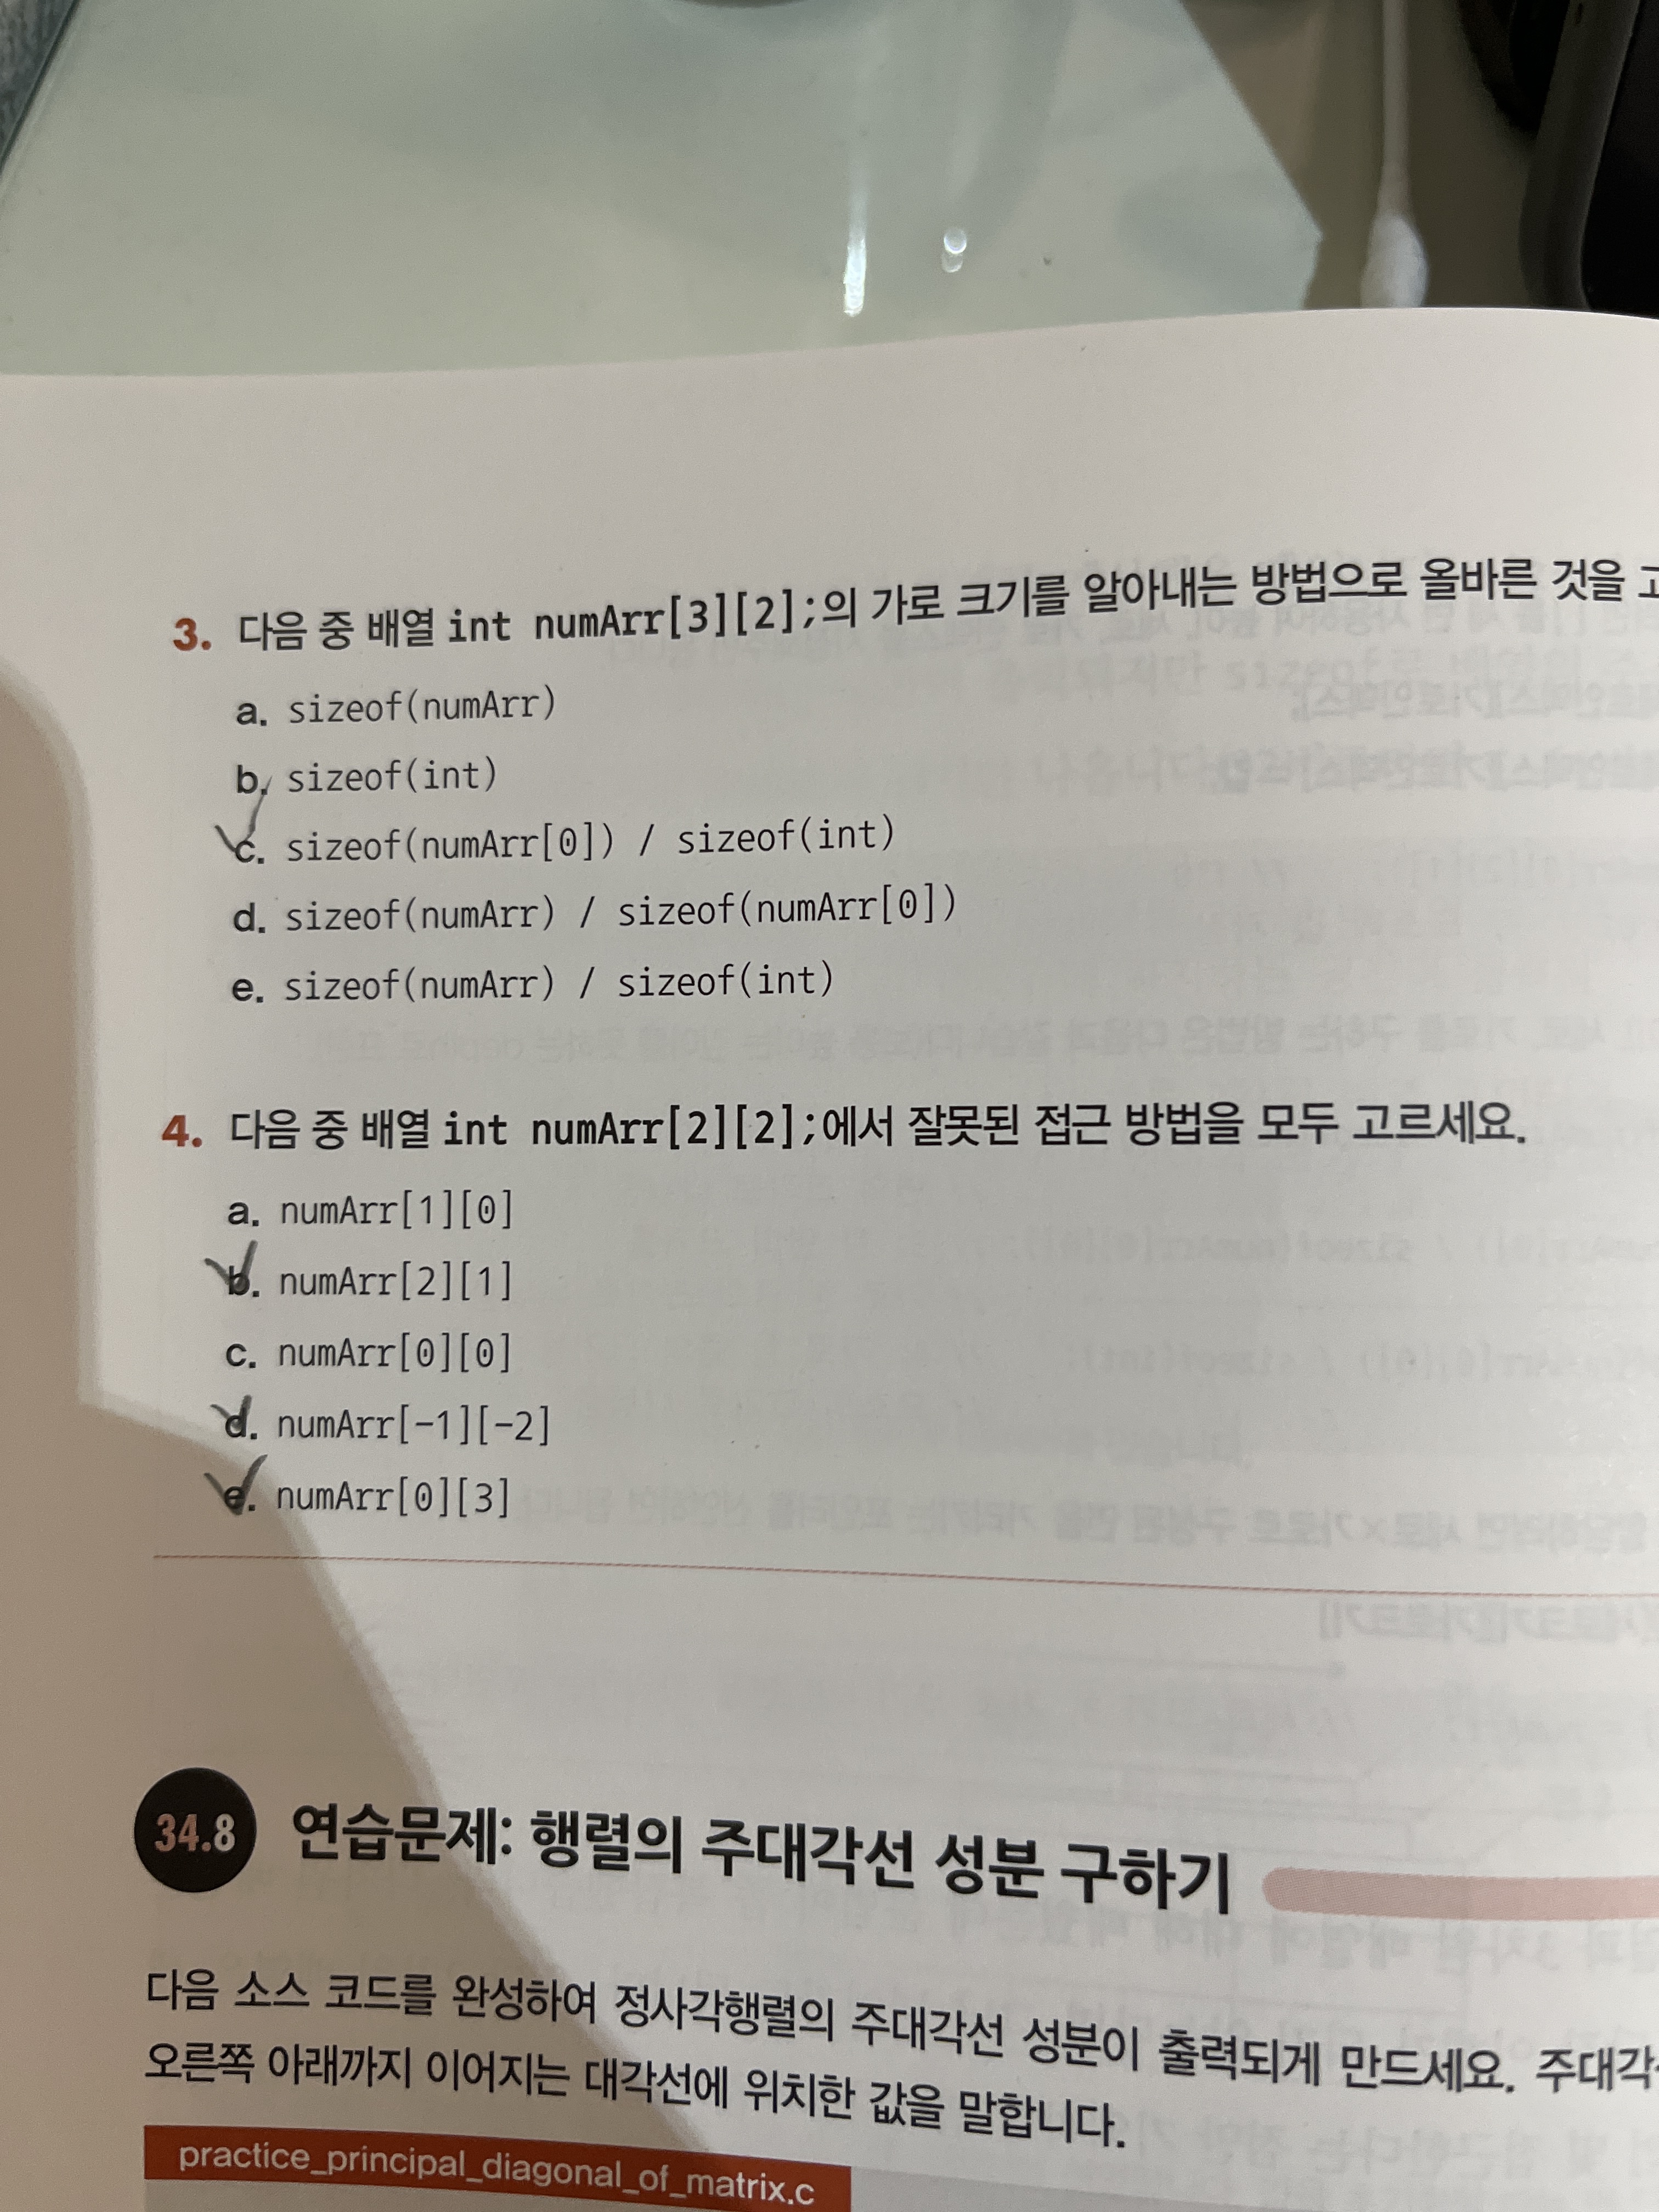 3. 다음 중 배열 int numArr[3][2];의 가로 크기를 알아내는 방법으로 올바른 것을
a. sizeof(numArr)
b. sizeof(int)
c. sizeof(numArr[0]) / sizeof(int)
d. sizeof(numArr) / sizeof(numArr[0])
e. sizeof(numArr) / sizeof(int)
4. 다음 중 배열 int numArr[2][2];에서 잘못된 접근 방법을 모두 고르세요.
a. numArr[1][0]
b. numArr[2][1]
c. numArr[0][0]
d. numArr[-1][-2]
e. numArr[0][3]
34.8 연습문제: 행렬의 주대각선 성분 구하기
다음 소스 코드를 완성하여 정사각행렬의 주대각선 성분이 출력되게 만드세요. 주대각
오른쪽 아래까지 이어지는 대각선에 위치한 값을 말합니다.
practice_principal_diagonal_of_matrix.c